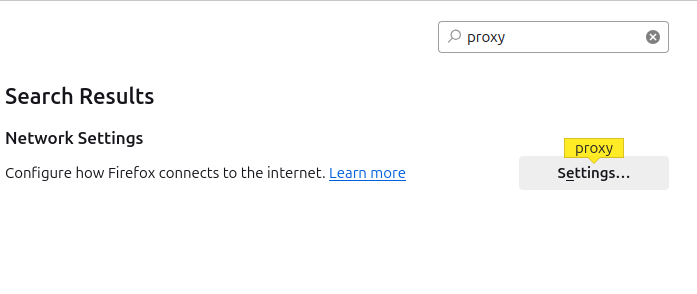 proxy
Search Results
Network Settings
proxy
Configure how Firefox connects to the internet. Learn more
Settings...